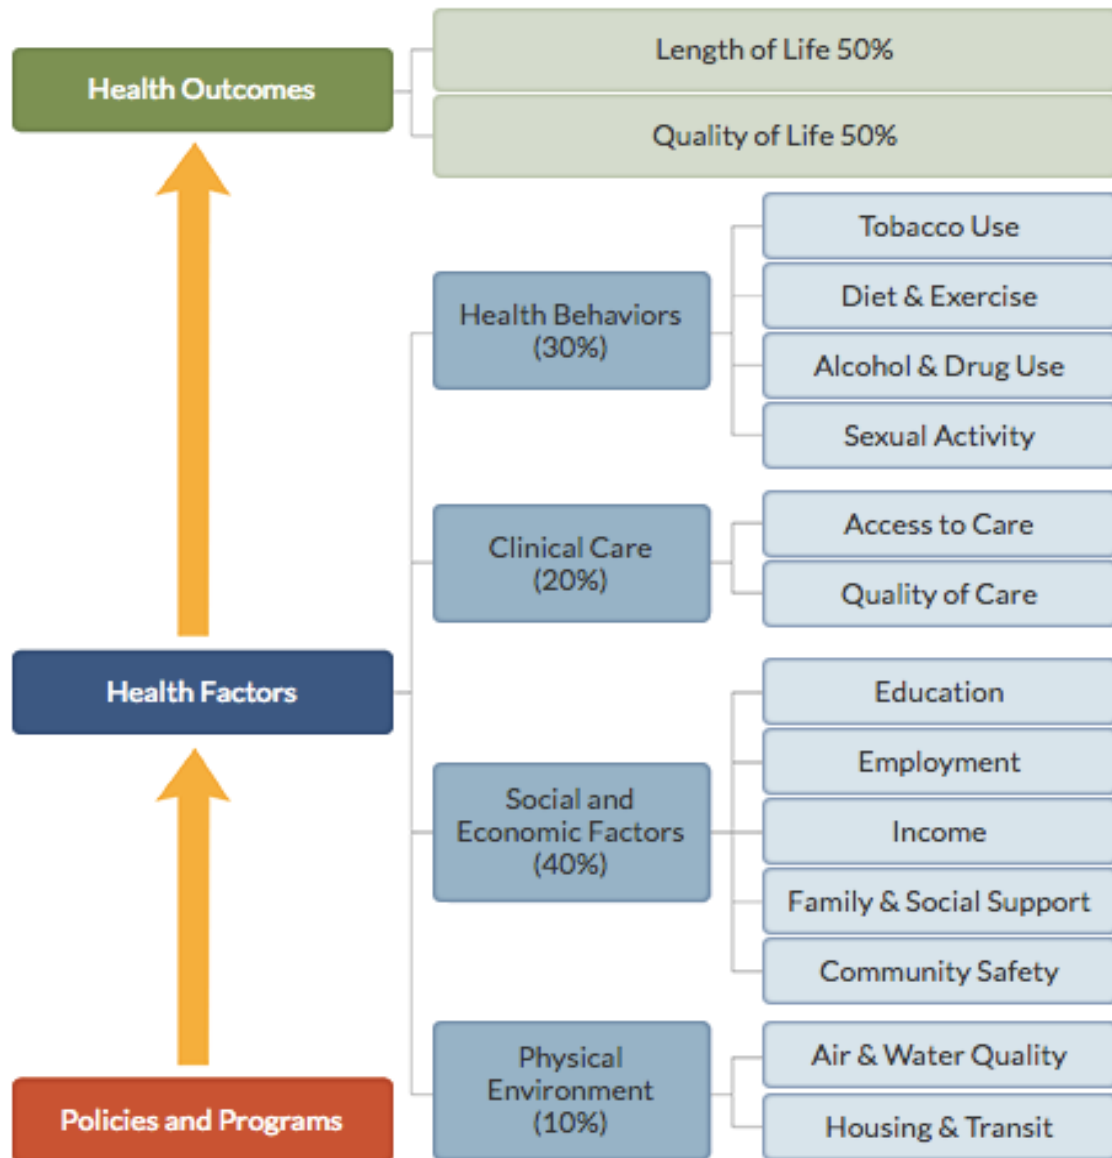 Health Outcomes
Length of Life 50%
Quality of Life 50%
Tobacco Use
Health Behaviors
(30%)
Diet & Exercise
Alcohol & Drug Use
Sexual Activity
Clinical Care
(20%)
Access to Care
Quality of Care
Health Factors
Social and
Economic Factors
(40%)
Education
Employment
Income
Family & Social Support
Community Safety
Physical
Environment
(10%)
Air & Water Quality
Housing & Transit
Policies and Programs